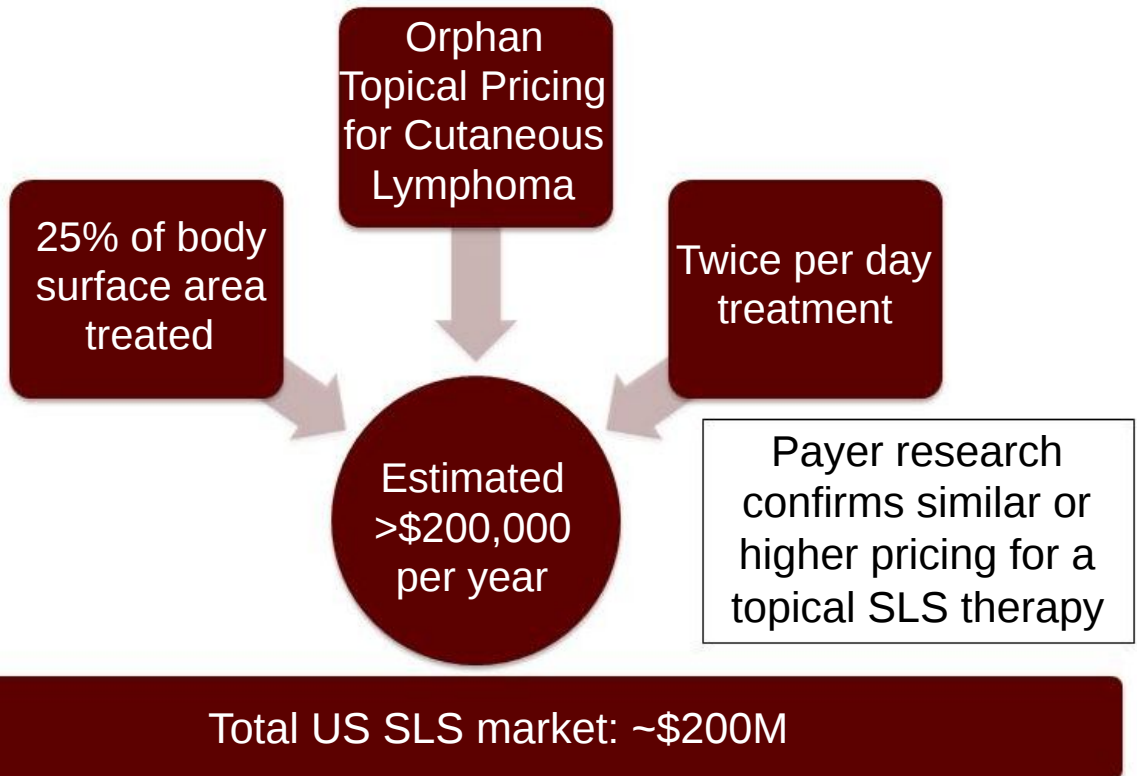 Orphan
Topical Pricing
for Cutaneous
Lymphoma
25% of body
surface area
treated
Twice per day
treatment
Estimated
>$200,000
per year
Payer research
confirms similar or
higher pricing for a
topical SLS therapy
Total US SLS market: ~$200M